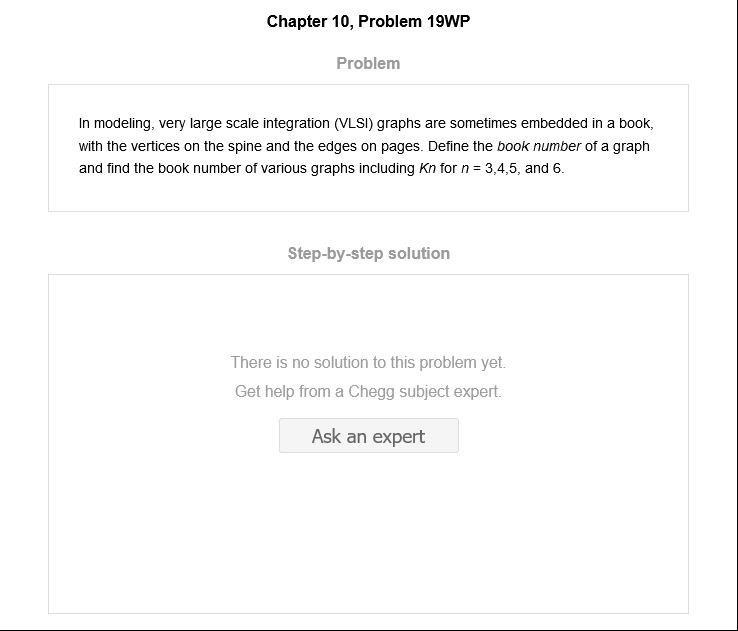 Chapter 10, Problem 19WP
Problem
In modeling, very large scale integration (VLSI) graphs are sometimes embedded in a book,
with the vertices on the spine and the edges on pages. Define the book number of a graph
and find the book number of various graphs including Kn for n = 3,4,5, and 6.
Step-by-step solution
There is no solution to this problem yet.
Get help from a Chegg subject expert.
Ask an expert